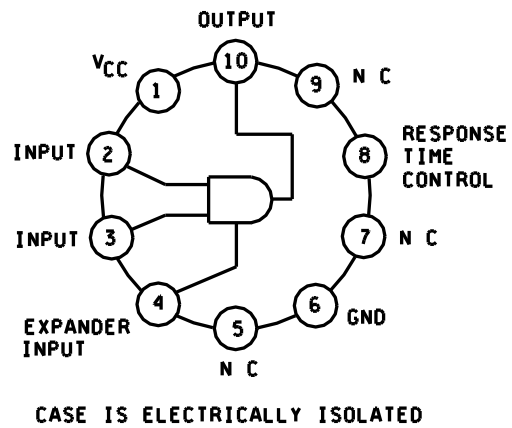 OUTPUT
10
VCC
1
9
N C
INPUT
2
8
RESPONSE
TIME
CONTROL
INPUT
3
7
N C
4
EXPANDER
INPUT
5
N C
6
GND
CASE IS ELECTRICALLY ISOLATED